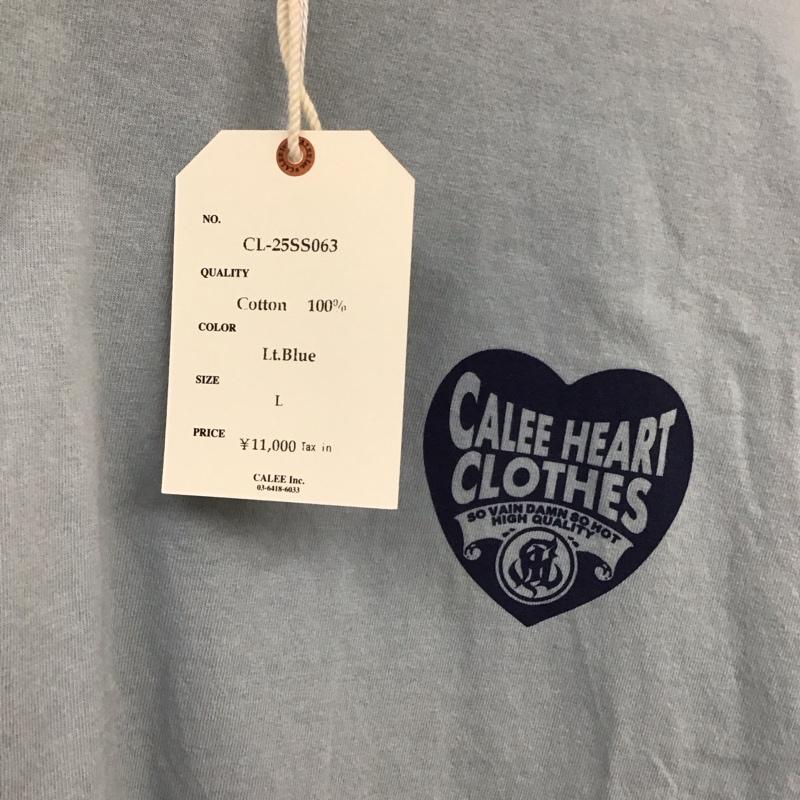 NO.
CL-25SS063
QUALITY
Cotton 100%
COLOR
Lt.Blue
SIZE
L
PRICE
¥11,000 Tax in
CALEE Inc.
03-6418-6033
CALEE HEART
CLOTHES
SO VAIN DAMN SO HOT
HIGH QUALITY